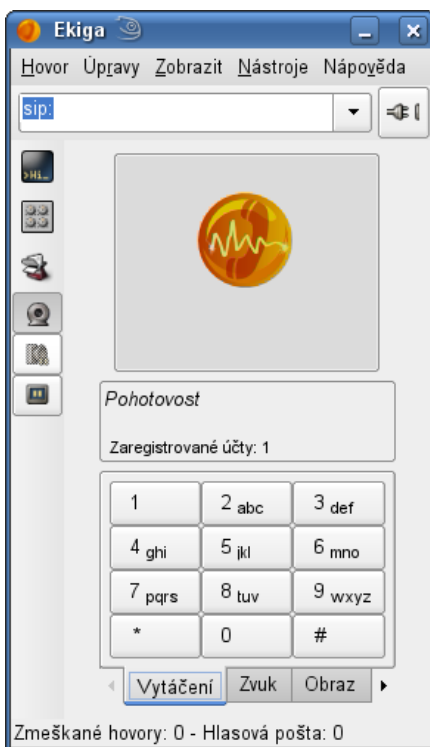 Ekiga
Hovor Úpravy Zobrazit Nástroje Nápověda
sip:
>Hi_
Pohotovost
Zaregistrované účty: 1
1 2 abc 3 def
4 ghi 5 jkl 6 mno
7 pqrs 8 tuv 9 wxyz
* 0 #
Vytáčení Zvuk Obraz
Zmeškané hovory: 0 - Hlasová pošta: 0